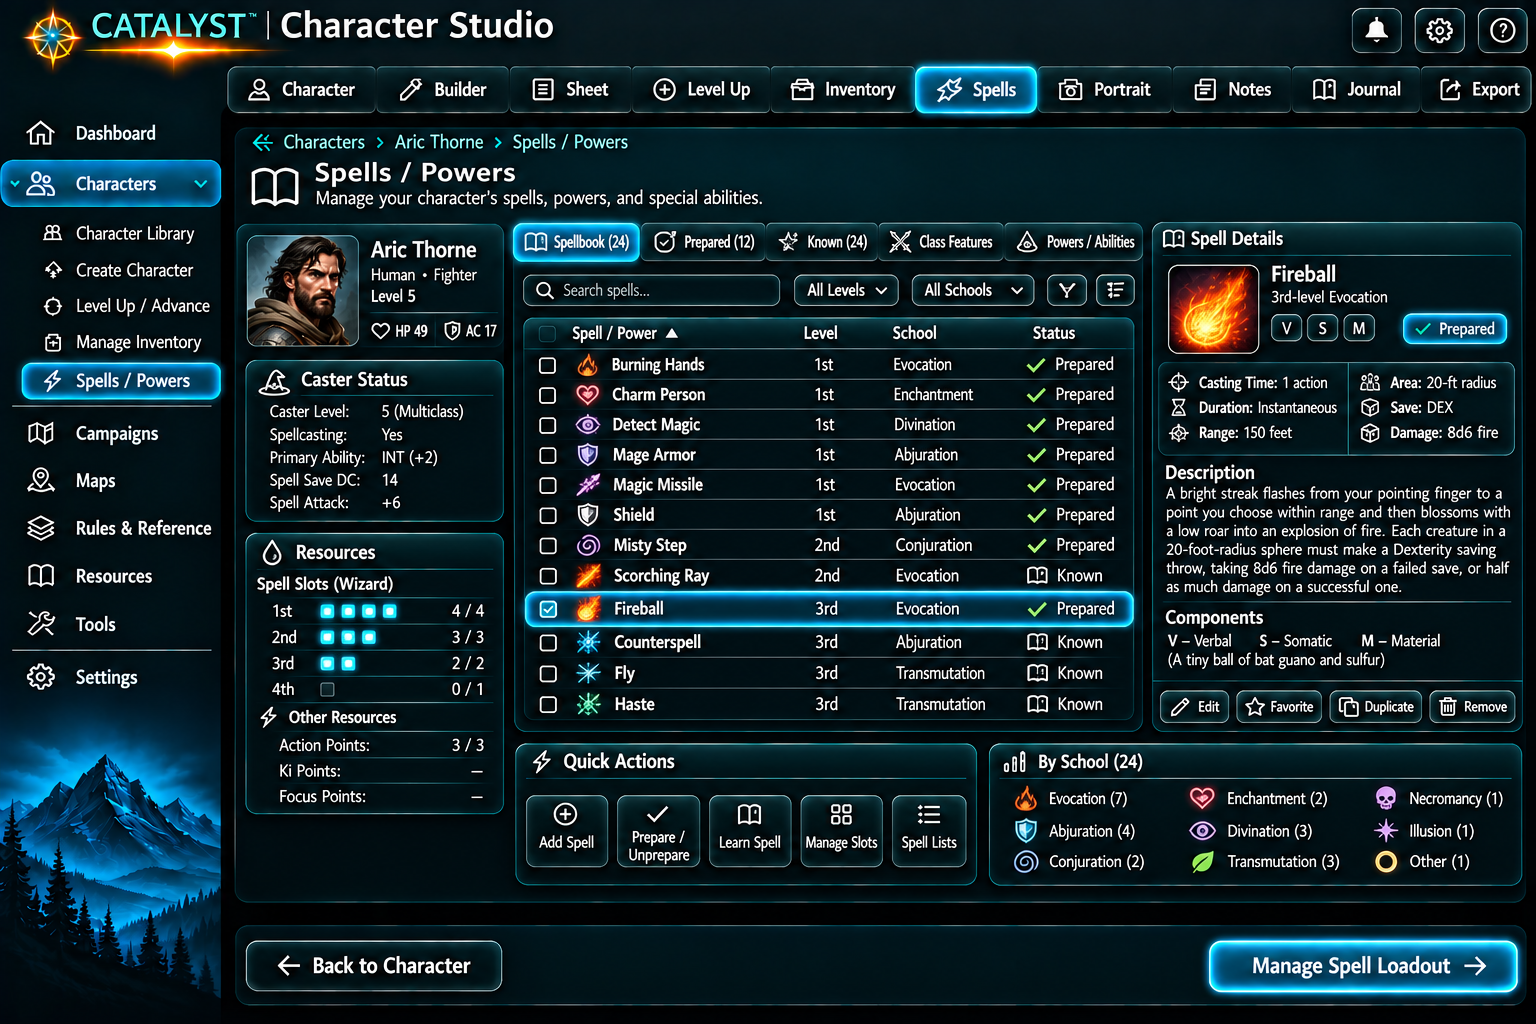 CATALYST™ | Character Studio
Character
Builder
Sheet
Level Up
Inventory
Spells
Portrait
Notes
Journal
Export
Dashboard
Characters
Character Library
Create Character
Level Up / Advance
Manage Inventory
Spells / Powers
Campaigns
Maps
Rules & Reference
Resources
Tools
Settings
Characters > Aric Thorne > Spells / Powers
Spells / Powers
Manage your character's spells, powers, and special abilities.
Aric Thorne
Human • Fighter
Level 5
HP 49 AC 17
Caster Status
Caster Level: 5 (Multiclass)
Spellcasting: Yes
Primary Ability: INT (+2)
Spell Save DC: 14
Spell Attack: +6
Resources
Spell Slots (Wizard)
1st 4 / 4
2nd 3 / 3
3rd 2 / 2
4th 0 / 1
Other Resources
Action Points: 3 / 3
Ki Points: –
Focus Points: –
Spellbook (24)
Prepared (12)
Known (24)
Class Features
Powers / Abilities
Search spells...
All Levels
All Schools
Spell / Power ▲ Level School Status
Burning Hands 1st Evocation Prepared
Charm Person 1st Enchantment Prepared
Detect Magic 1st Divination Prepared
Mage Armor 1st Abjuration Prepared
Magic Missile 1st Evocation Prepared
Shield 1st Abjuration Prepared
Misty Step 2nd Conjuration Prepared
Scorching Ray 2nd Evocation Known
Fireball 3rd Evocation Prepared
Counterspell 3rd Abjuration Known
Fly 3rd Transmutation Known
Haste 3rd Transmutation Known
Spell Details
Fireball
3rd-level Evocation
V S M
Prepared
Casting Time: 1 action
Duration: Instantaneous
Range: 150 feet
Area: 20-ft radius
Save: DEX
Damage: 8d6 fire
Description
A bright streak flashes from your pointing finger to a
point you choose within range and then blossoms with
a low roar into an explosion of fire. Each creature in a
20-foot-radius sphere must make a Dexterity saving
throw, taking 8d6 fire damage on a failed save, or half
as much damage on a successful one.
Components
V – Verbal S – Somatic M – Material
(A tiny ball of bat guano and sulfur)
Edit
Favorite
Duplicate
Remove
Quick Actions
Add Spell
Prepare /
Unprepare
Learn Spell
Manage Slots
Spell Lists
By School (24)
Evocation (7) Enchantment (2) Necromancy (1)
Abjuration (4) Divination (3) Illusion (1)
Conjuration (2) Transmutation (3) Other (1)
← Back to Character
Manage Spell Loadout →